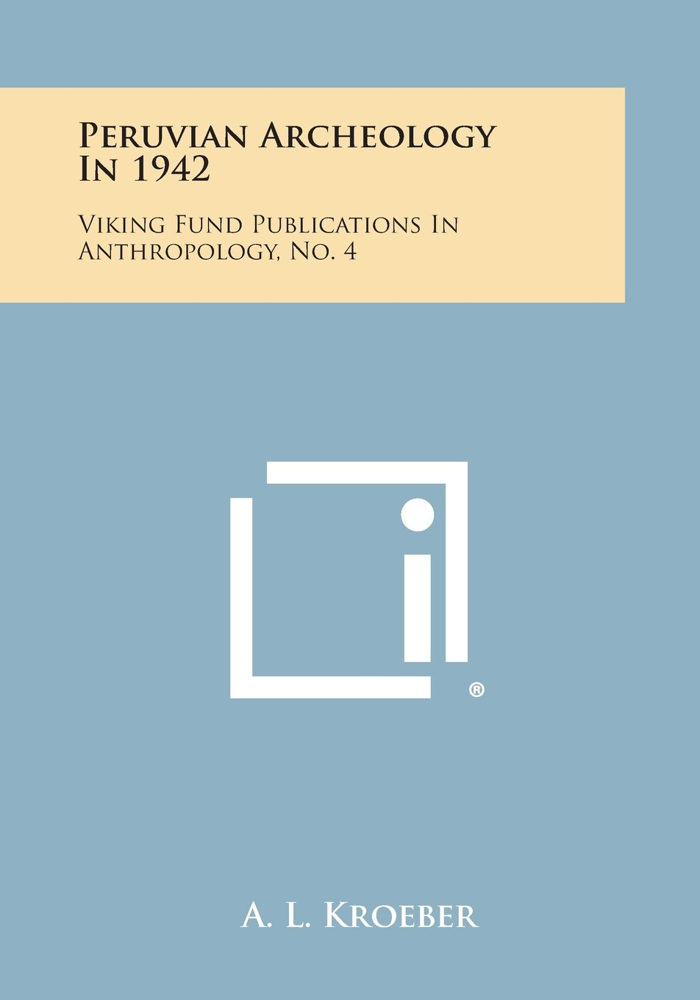 Peruvian Archeology
In 1942
Viking Fund Publications In
Anthropology, No. 4
i
®
A. L. Kroeber